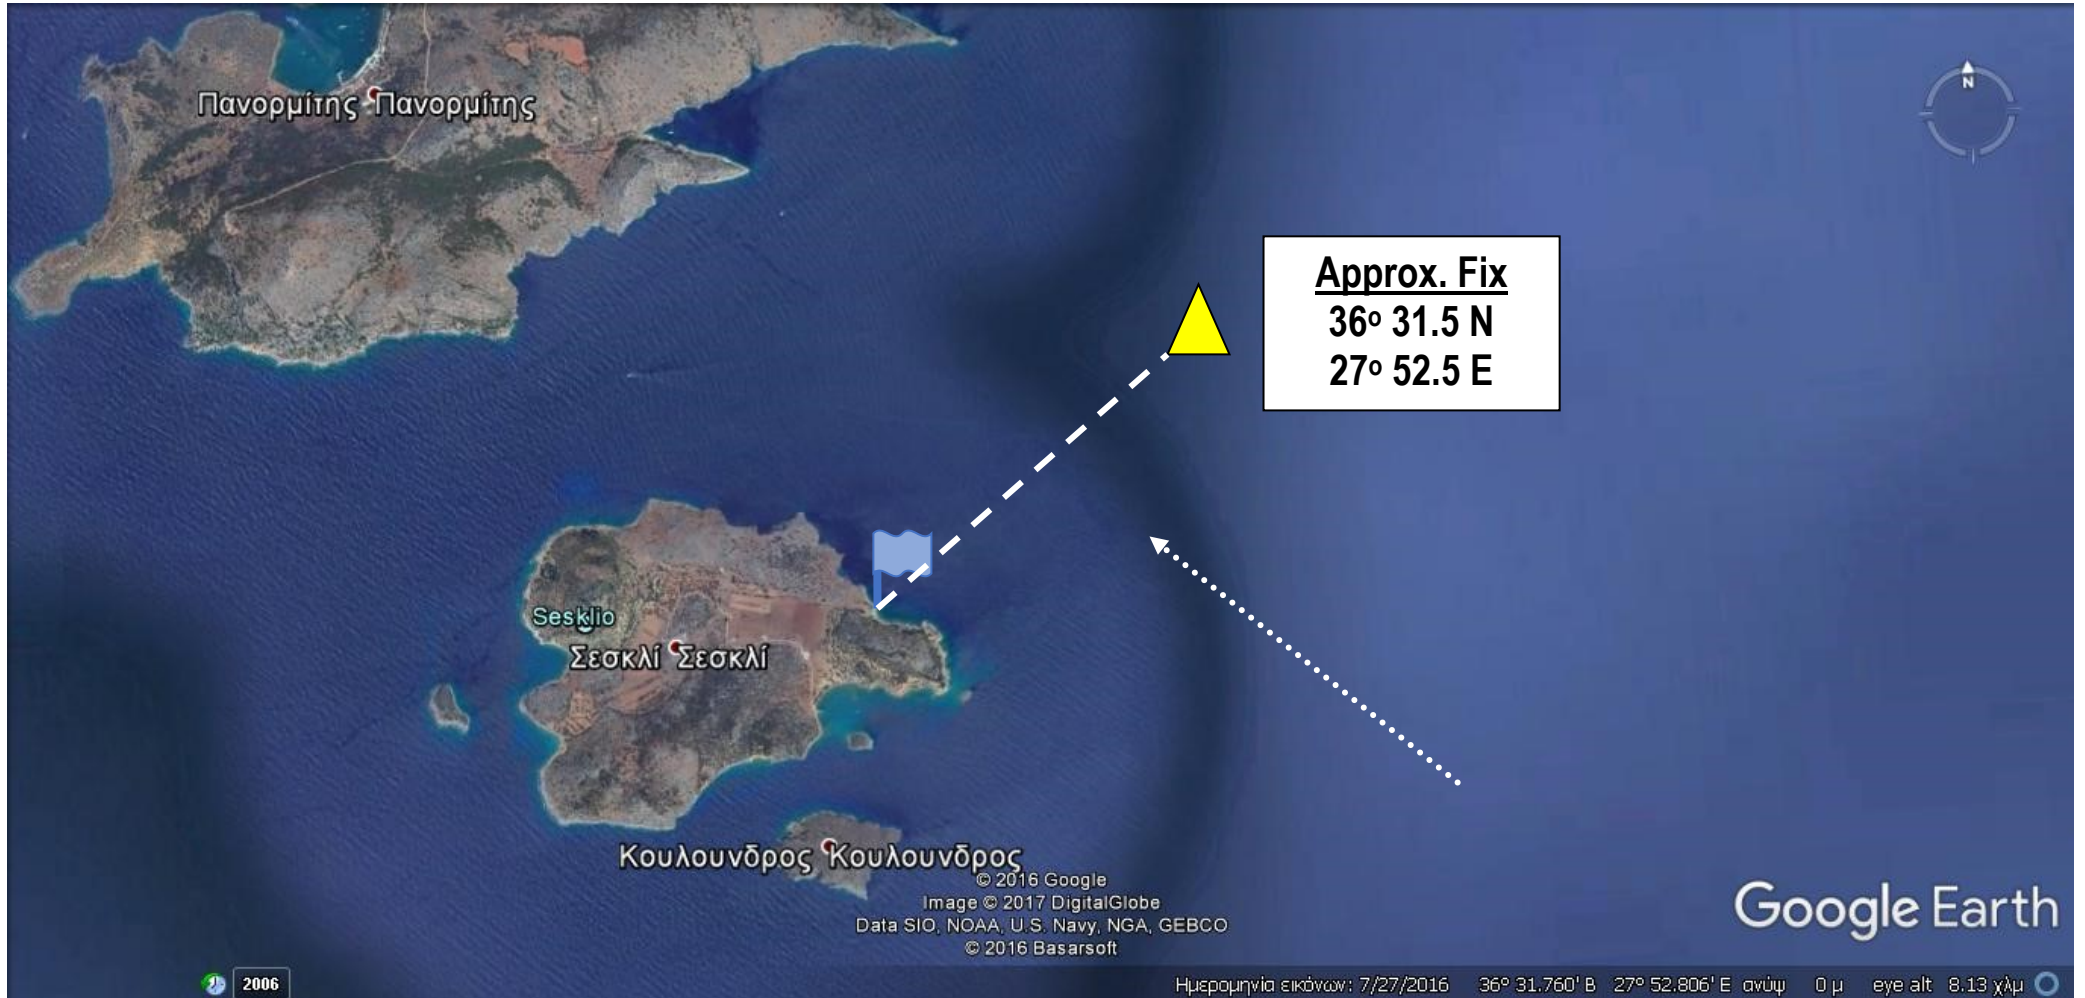 Πανορμίτης Πανορμίτης
N
Approx. Fix
36º 31.5 N
27º 52.5 E
Sesklio
Σεσκλί Σεσκλί
Κουλουνδρος Κουλουνδρος
© 2016 Google
Image © 2017 DigitalGlobe
Data SIO, NOAA, U.S. Navy, NGA, GEBCO
© 2016 Basarsoft
Google Earth
2006
Ημερομηνία εικόνων: 7/27/2016 36° 31.760' Β 27° 52.806' Ε ανύψ 0 μ eye alt 8.13 χλμ